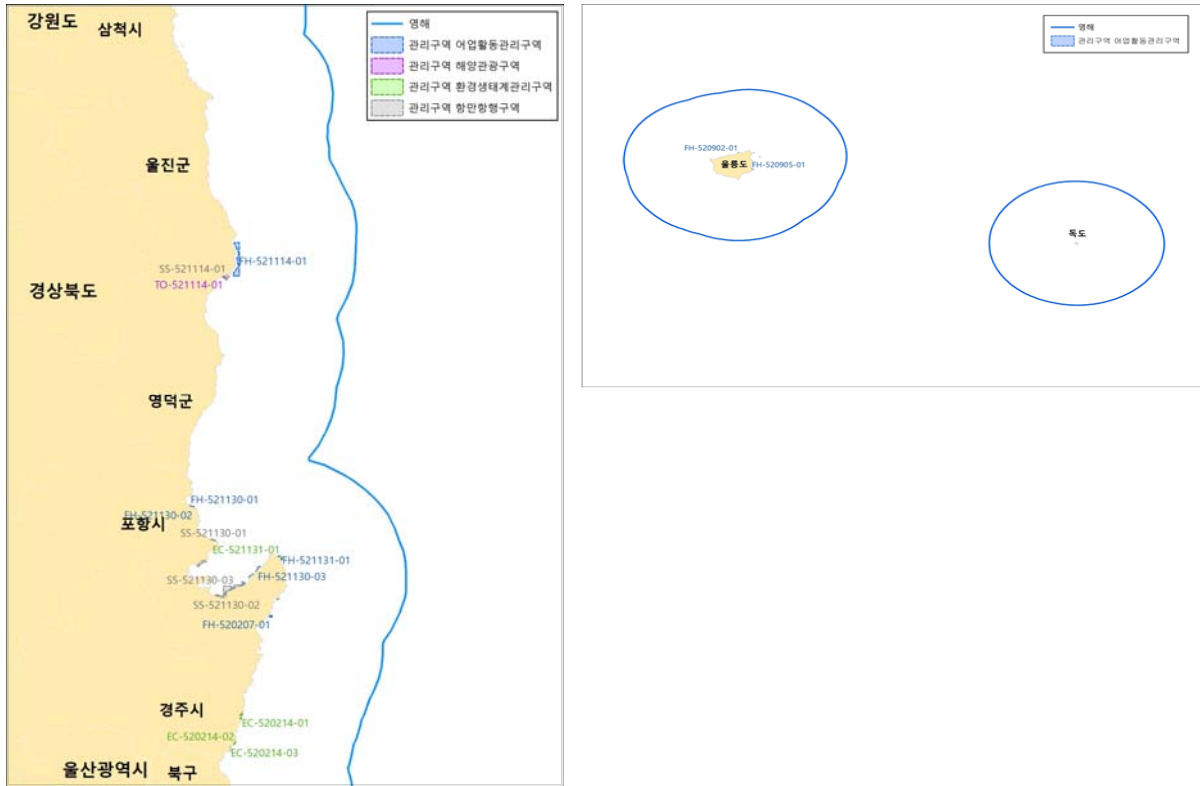 강원도
삼척시
영해
관리구역 어업활동관리구역
관리구역 해양관광구역
관리구역 환경생태계관리구역
관리구역 항만항행구역
울진군
FH-521114-01
SS-521114-01
TO-521114-01
경상북도
영덕군
FH-521130-01
FH-521130-02
포항시
SS-521130-01
EC-521131-01
FH-521131-01
SS-521130-03
FH-521130-03
SS-521130-02
FH-520207-01
경주시
EC-520214-01
EC-520214-02
EC-520214-03
울산광역시
북구
영해
관리구역 어업활동관리구역
FH-520902-01
울릉도
FH-520905-01
독도